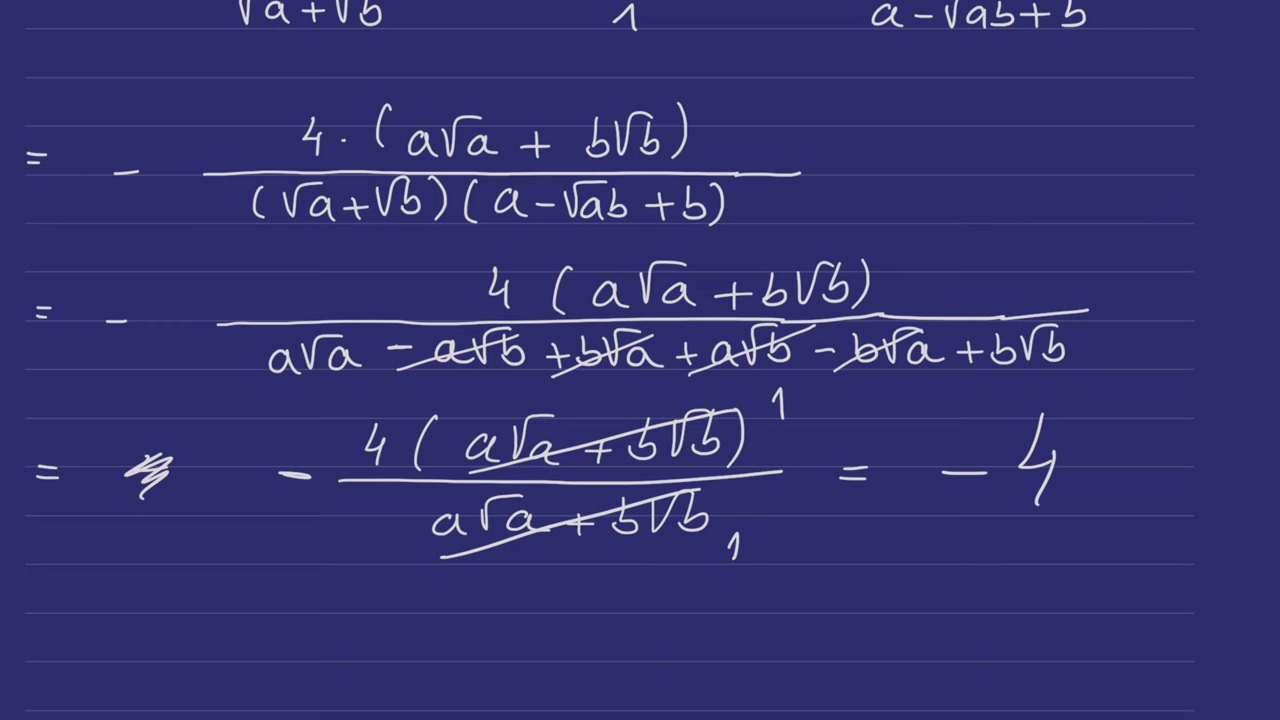 √a+√b 1 a-√ab+b
= - 4·(a√a + b√b)
(√a+√b)(a-√ab+b)
= - 4(a√a+b√b)
a√a -a√b +b√a +a√b -b√a +b√b
= - 4(a√a+b√b) 1 = -4
a√a+b√b 1